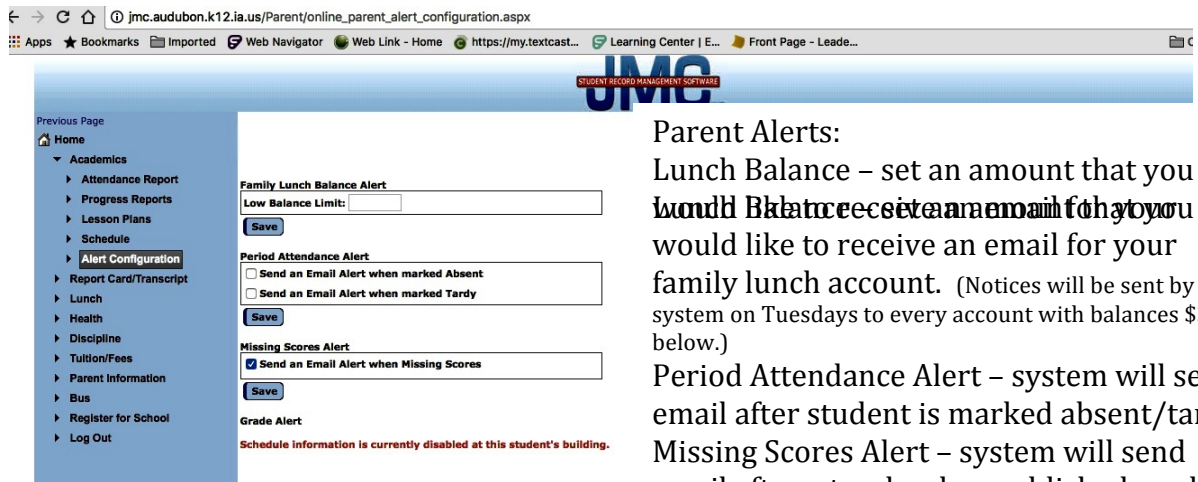 jmc.audubon.k12.ia.us/Parent/online_parent_alert_configuration.aspx
Apps Bookmarks Imported Web Navigator Web Link - Home https://my.textcast... Learning Center | E... Front Page - Leade...
JMC
STUDENT RECORD MANAGEMENT SOFTWARE
Previous Page
Home
Academics
Attendance Report
Progress Reports
Lesson Plans
Schedule
Alert Configuration
Report Card/Transcript
Lunch
Health
Discipline
Tuition/Fees
Parent Information
Bus
Register for School
Log Out
Family Lunch Balance Alert
Low Balance Limit:
Save
Period Attendance Alert
Send an Email Alert when marked Absent
Send an Email Alert when marked Tardy
Save
Missing Scores Alert
Send an Email Alert when Missing Scores
Save
Grade Alert
Schedule information is currently disabled at this student's building.
Parent Alerts:
Lunch Balance – set an amount that you
would like to receive an email for your
family lunch account. (Notices will be sent by
system on Tuesdays to every account with balances $
below.)
Period Attendance Alert – system will se
email after student is marked absent/tar
Missing Scores Alert – system will send